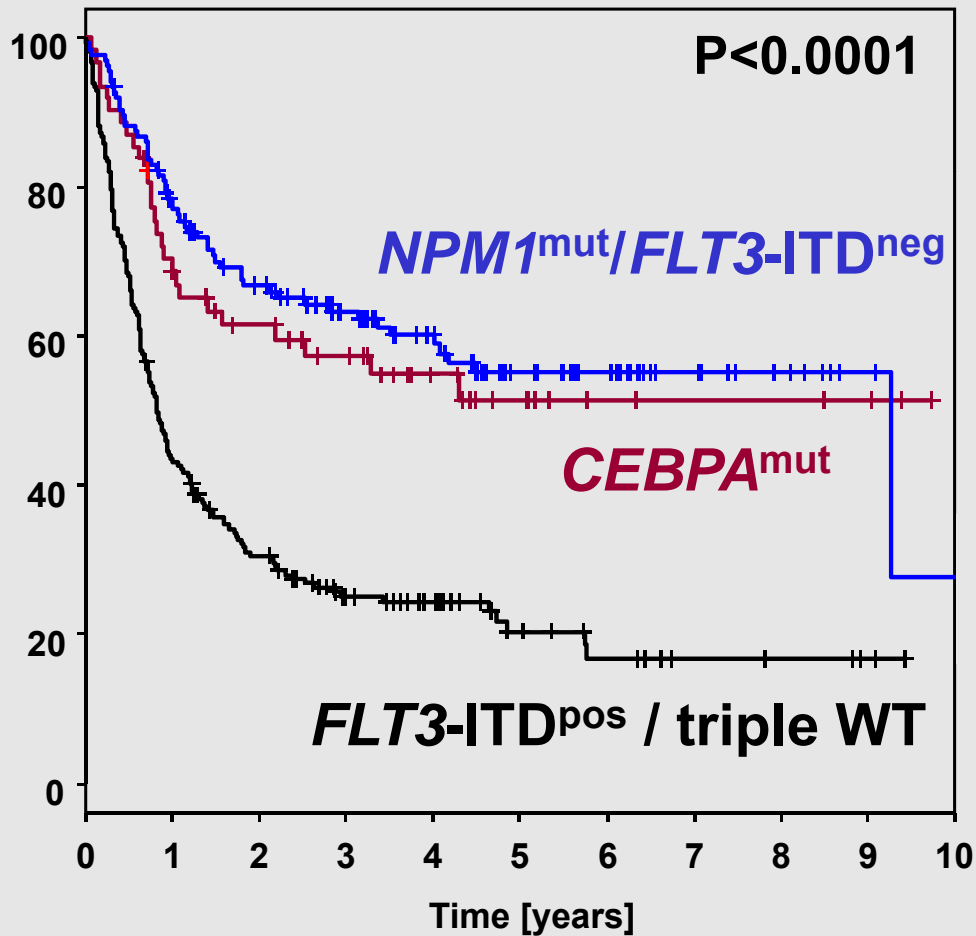 100
80
60
40
20
0
P<0.0001
NPM1mut/FLT3-ITDneg
CEBPAmut
FLT3-ITDpos / triple WT
0 1 2 3 4 5 6 7 8 9 10
Time [years]